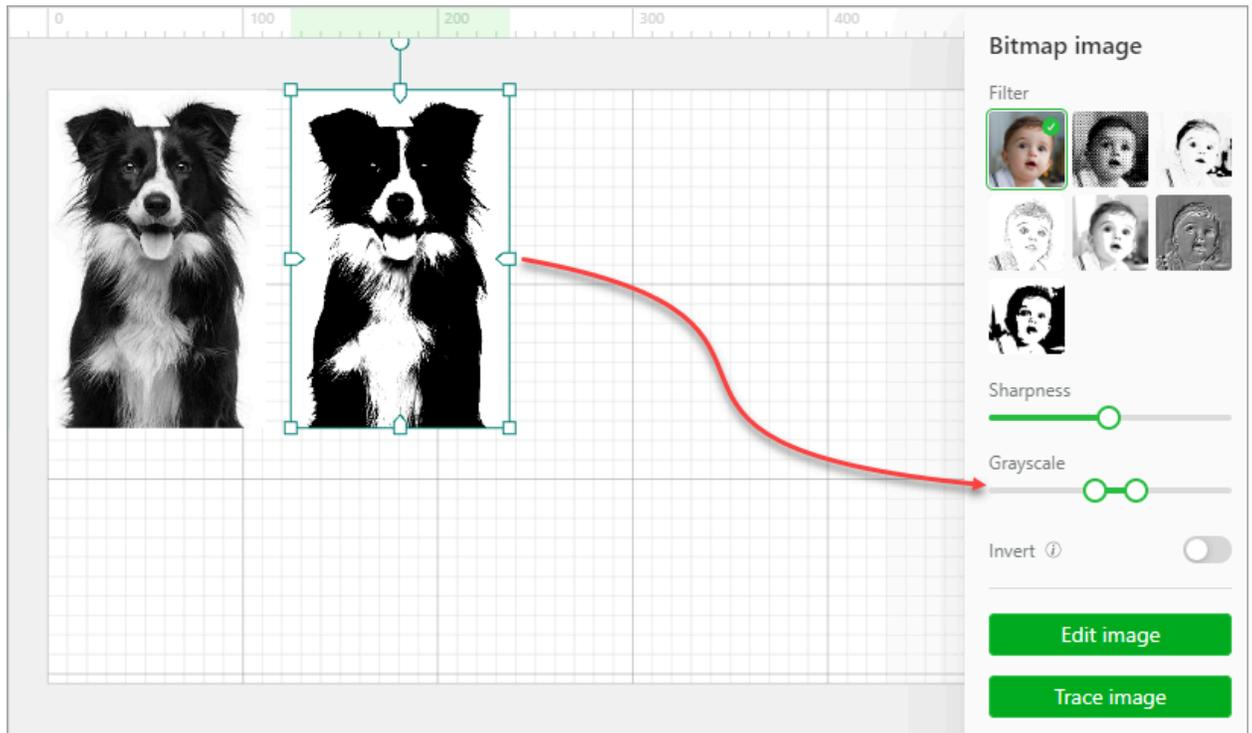 0 100 200 300 400
Bitmap image
Filter
Sharpness
Grayscale
Invert
Edit image
Trace image